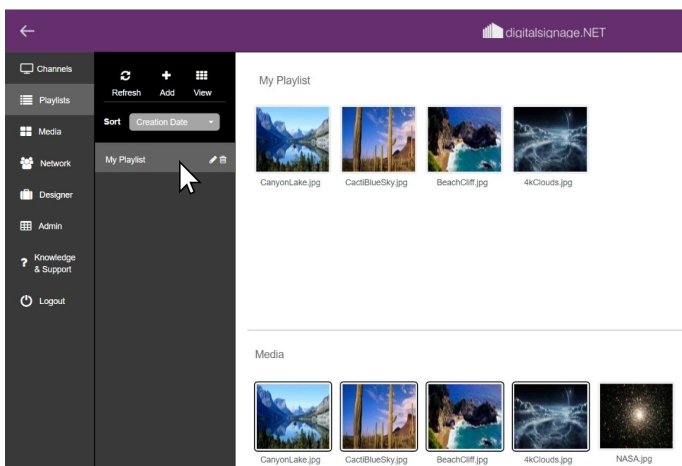 digitalsignage.NET
Channels
Playlists
Media
Network
Designer
Admin
? Knowledge
& Support
Logout
Refresh Add View
Sort Creation Date
My Playlist
My Playlist
CanyonLake.jpg CactiBlueSky.jpg BeachCliff.jpg 4kClouds.jpg
Media
CanyonLake.jpg CactiBlueSky.jpg BeachCliff.jpg 4kClouds.jpg NASA.jpg